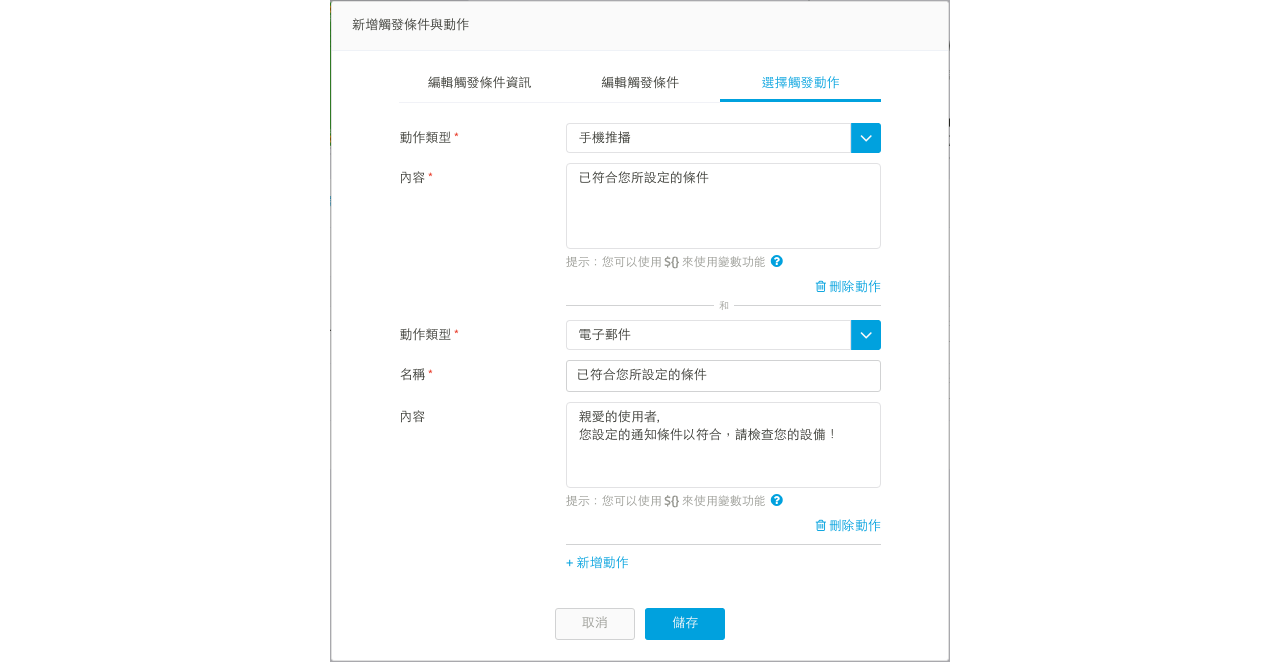 新增觸發條件與動作
編輯觸發條件資訊 編輯觸發條件 選擇觸發動作
動作類型 * 手機推播
內容 * 已符合您所設定的條件
提示：您可以使用 ${} 來使用變數功能 ?
刪除動作
和
動作類型 * 電子郵件
名稱 * 已符合您所設定的條件
內容 親愛的使用者,
您設定的通知條件以符合，請檢查您的設備！
提示：您可以使用 ${} 來使用變數功能 ?
刪除動作
+ 新增動作
取消 儲存